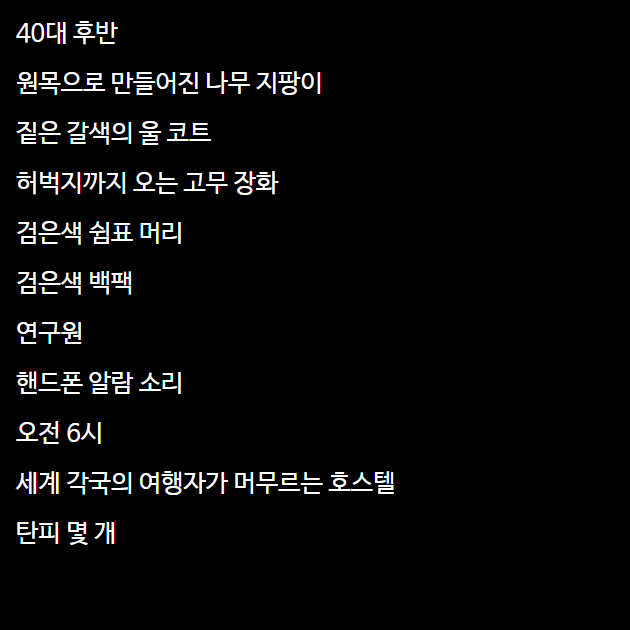 40대 후반
원목으로 만들어진 나무 지팡이
짙은 갈색의 울 코트
허벅지까지 오는 고무 장화
검은색 쉼표 머리
검은색 백팩
연구원
핸드폰 알람 소리
오전 6시
세계 각국의 여행자가 머무르는 호스텔
탄피 몇 개